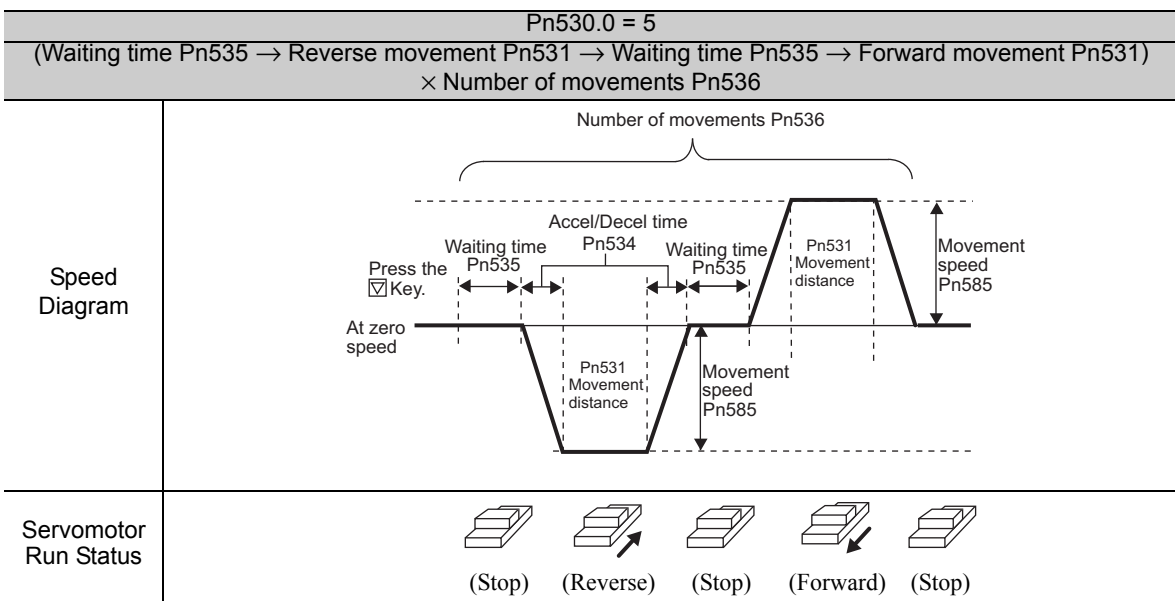 Pn530.0 = 5
(Waiting time Pn535 → Reverse movement Pn531 → Waiting time Pn535 → Forward movement Pn531)
× Number of movements Pn536
Speed
Diagram
Number of movements Pn536
Accel/Decel time
Pn534
Waiting time
Pn535
Waiting time
Pn535
Press the
▽ Key.
At zero
speed
Pn531
Movement
distance
Movement
speed
Pn585
Pn531
Movement
distance
Movement
speed
Pn585
Servomotor
Run Status
(Stop) (Reverse) (Stop) (Forward) (Stop)